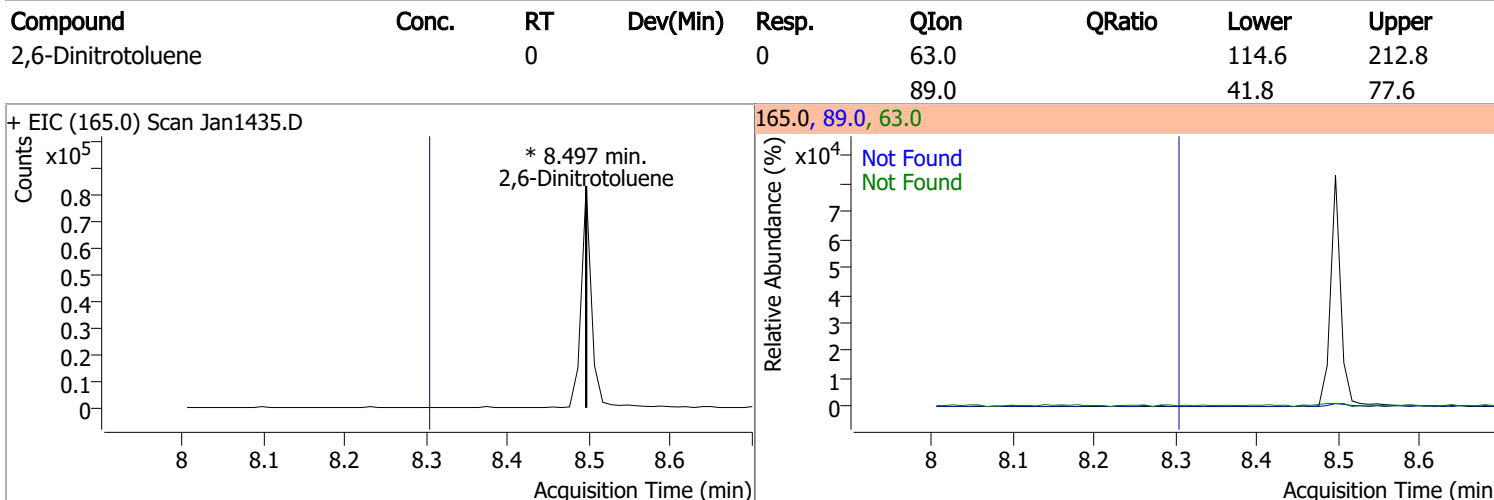 Compound Conc. RT Dev(Min) Resp. QIon QRatio Lower Upper
2,6-Dinitrotoluene 0 0 63.0 114.6 212.8
89.0 41.8 77.6
+ EIC (165.0) Scan Jan1435.D
Counts
x10⁵
* 8.497 min.
2,6-Dinitrotoluene
0.8
0.7
0.6
0.5
0.4
0.3
0.2
0.1
0
8 8.1 8.2 8.3 8.4 8.5 8.6
Acquisition Time (min)
165.0, 89.0, 63.0
Relative Abundance (%)
x10⁴
Not Found
Not Found
7
6
5
4
3
2
1
0
8 8.1 8.2 8.3 8.4 8.5 8.6
Acquisition Time (min